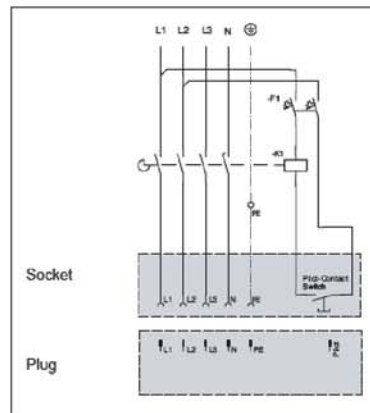 L1 L2 L3 N
-F1
-K1
PE
Socket
Pilot-Contact
Switch
L1 L2 L3 N PE
Plug
L1 L2 L3 N PE Pilot